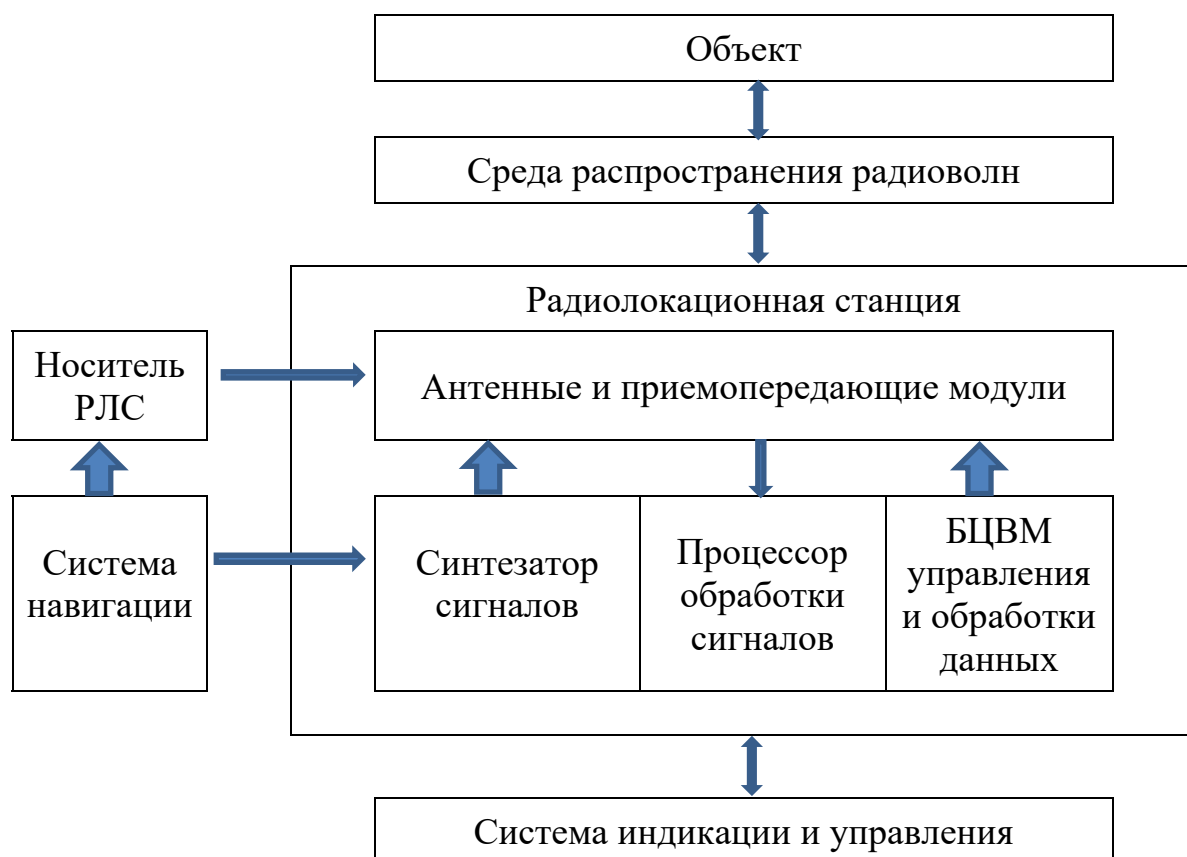 Объект
Среда распространения радиоволн
Радиолокационная станция
Носитель
РЛС
Антенные и приемопередающие модули
Система
навигации
Синтезатор
сигналов
Процессор
обработки
сигналов
БЦВМ
управления
и обработки
данных
Система индикации и управления